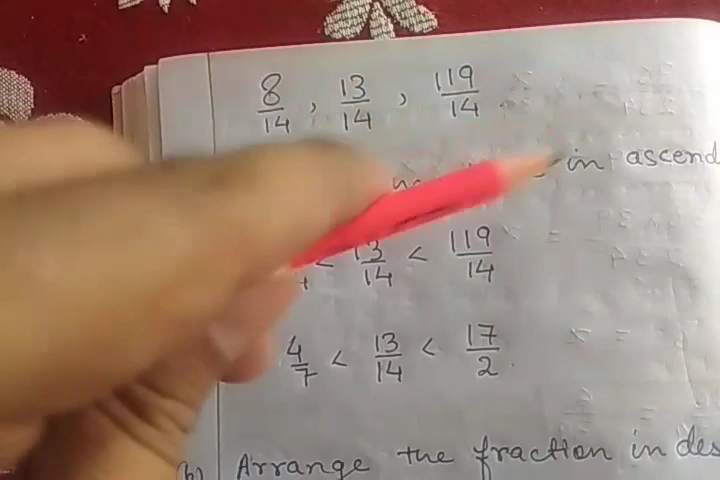 8/14 , 13/14 , 119/14 .
in ascend
< 13/14 < 119/14
4/7 < 13/14 < 17/2 .
(b) Arrange the fraction in des